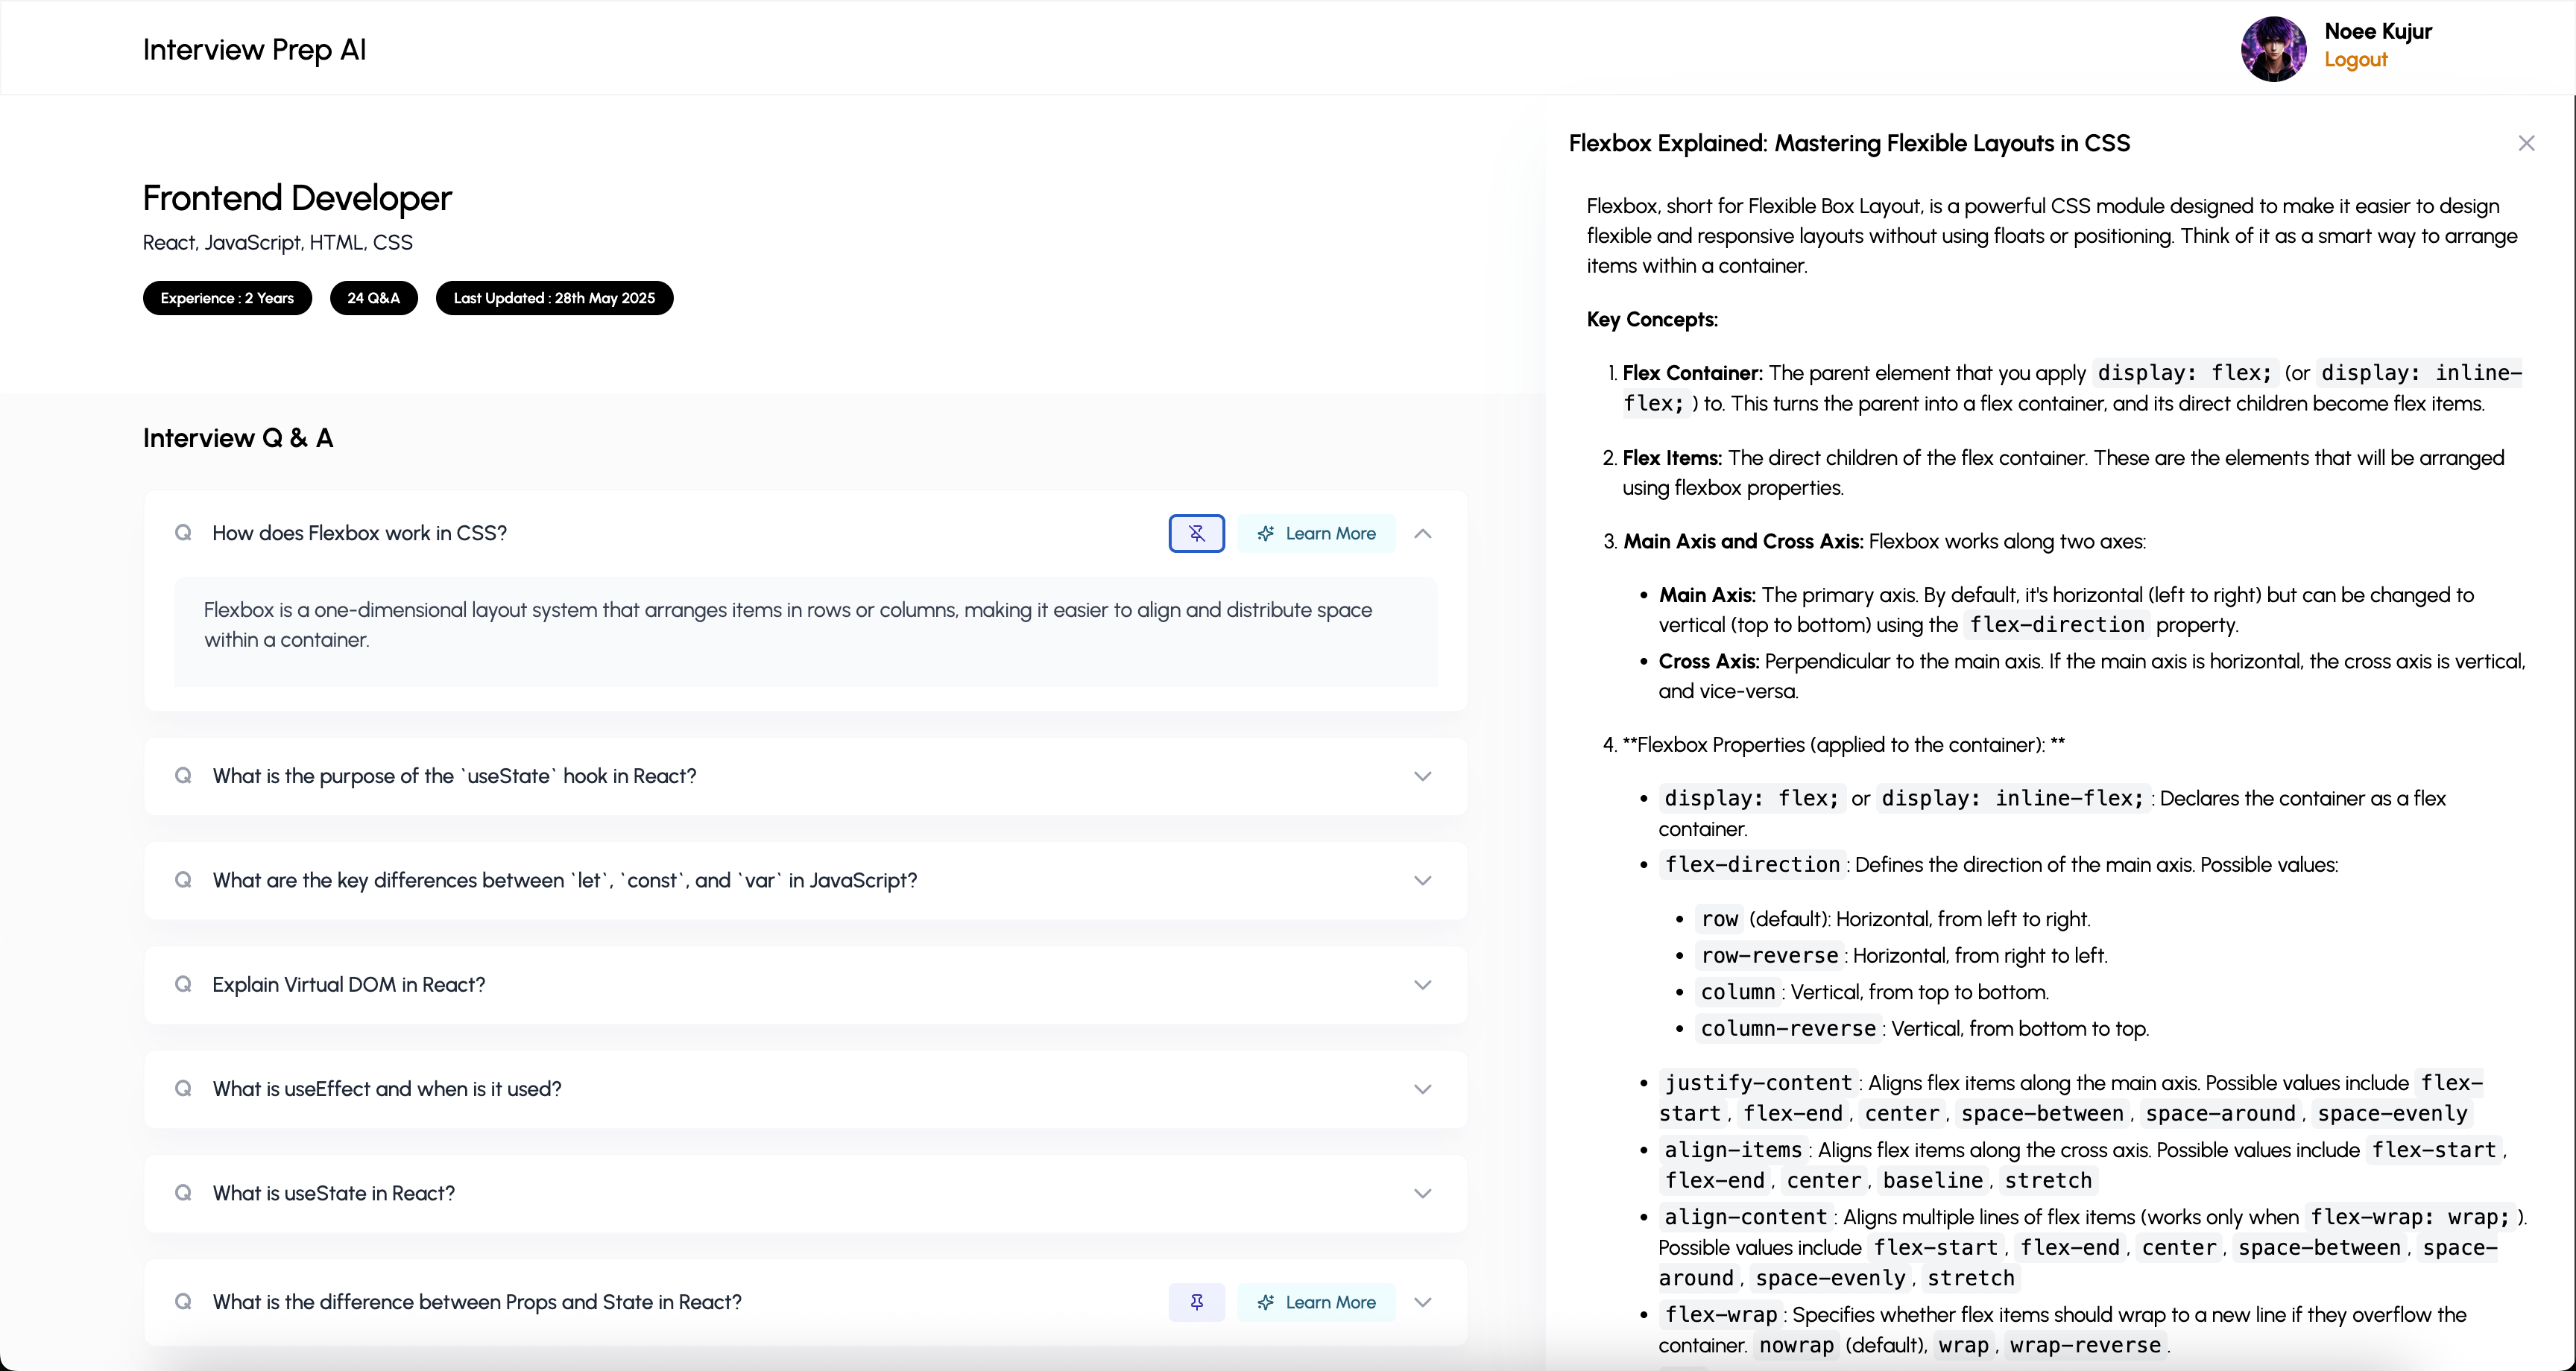 Interview Prep AI
Noee Kujur
Logout
Frontend Developer
React, JavaScript, HTML, CSS
Experience : 2 Years
24 Q&A
Last Updated : 28th May 2025
Interview Q & A
Q How does Flexbox work in CSS?
Learn More
Flexbox is a one-dimensional layout system that arranges items in rows or columns, making it easier to align and distribute space
within a container.
Q What is the purpose of the `useState` hook in React?
Q What are the key differences between `let`, `const`, and `var` in JavaScript?
Q Explain Virtual DOM in React?
Q What is useEffect and when is it used?
Q What is useState in React?
Q What is the difference between Props and State in React?
Learn More
Flexbox Explained: Mastering Flexible Layouts in CSS
Flexbox, short for Flexible Box Layout, is a powerful CSS module designed to make it easier to design
flexible and responsive layouts without using floats or positioning. Think of it as a smart way to arrange
items within a container.
Key Concepts:
1. Flex Container: The parent element that you apply display: flex; (or display: inline-
flex; ) to. This turns the parent into a flex container, and its direct children become flex items.
2. Flex Items: The direct children of the flex container. These are the elements that will be arranged
using flexbox properties.
3. Main Axis and Cross Axis: Flexbox works along two axes:
• Main Axis: The primary axis. By default, it's horizontal (left to right) but can be changed to
vertical (top to bottom) using the flex-direction property.
• Cross Axis: Perpendicular to the main axis. If the main axis is horizontal, the cross axis is vertical,
and vice-versa.
4. **Flexbox Properties (applied to the container): **
• display: flex; or display: inline-flex; : Declares the container as a flex
container.
• flex-direction : Defines the direction of the main axis. Possible values:
• row (default): Horizontal, from left to right.
• row-reverse : Horizontal, from right to left.
• column : Vertical, from top to bottom.
• column-reverse : Vertical, from bottom to top.
• justify-content : Aligns flex items along the main axis. Possible values include flex-
start , flex-end , center , space-between , space-around , space-evenly
• align-items : Aligns flex items along the cross axis. Possible values include flex-start ,
flex-end , center , baseline , stretch
• align-content : Aligns multiple lines of flex items (works only when flex-wrap: wrap; ).
Possible values include flex-start , flex-end , center , space-between , space-
around , space-evenly , stretch
• flex-wrap : Specifies whether flex items should wrap to a new line if they overflow the
container. nowrap (default), wrap , wrap-reverse .